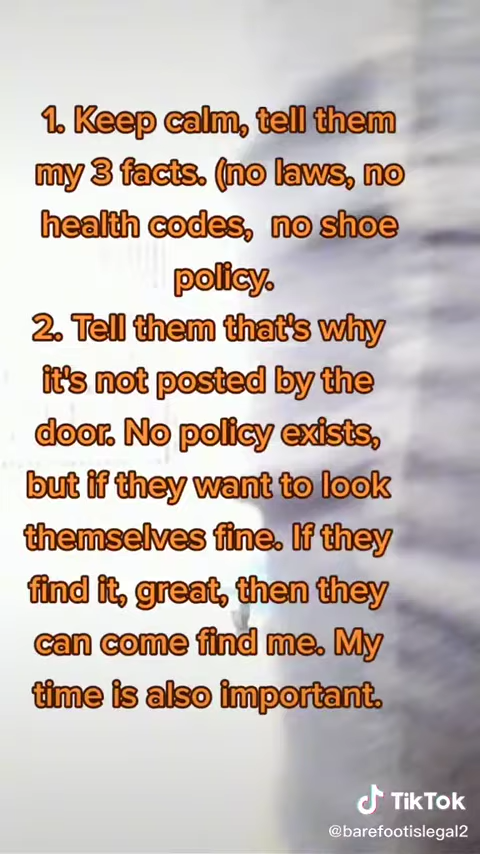 1. Keep calm, tell them
my 3 facts. (no laws, no
health codes,  no shoe
policy.
2. Tell them that's why
it's not posted by the
door. No policy exists,
but if they want to look
themselves fine. If they
find it, great, then they
can come find me. My
time is also important.
TikTok
@barefootislegal2